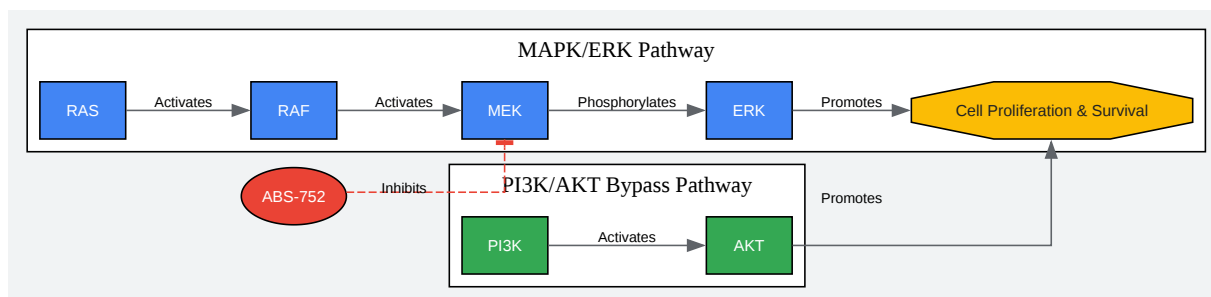 MAPK/ERK Pathway
RAS
Activates
RAF
Activates
MEK
Phosphorylates
ERK
Promotes
Cell Proliferation & Survival
ABS-752
Inhibits
PI3K/AKT Bypass Pathway
Promotes
PI3K
Activates
AKT